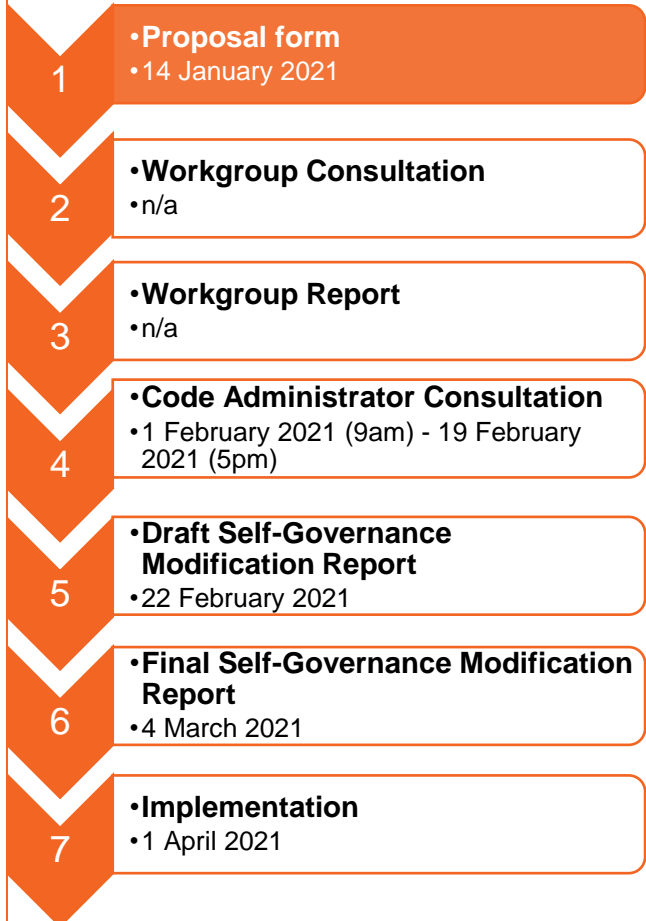 1
•Proposal form
•14 January 2021
2
•Workgroup Consultation
•n/a
3
•Workgroup Report
•n/a
4
•Code Administrator Consultation
•1 February 2021 (9am) - 19 February
2021 (5pm)
5
•Draft Self-Governance
Modification Report
•22 February 2021
6
•Final Self-Governance Modification
Report
•4 March 2021
7
•Implementation
•1 April 2021